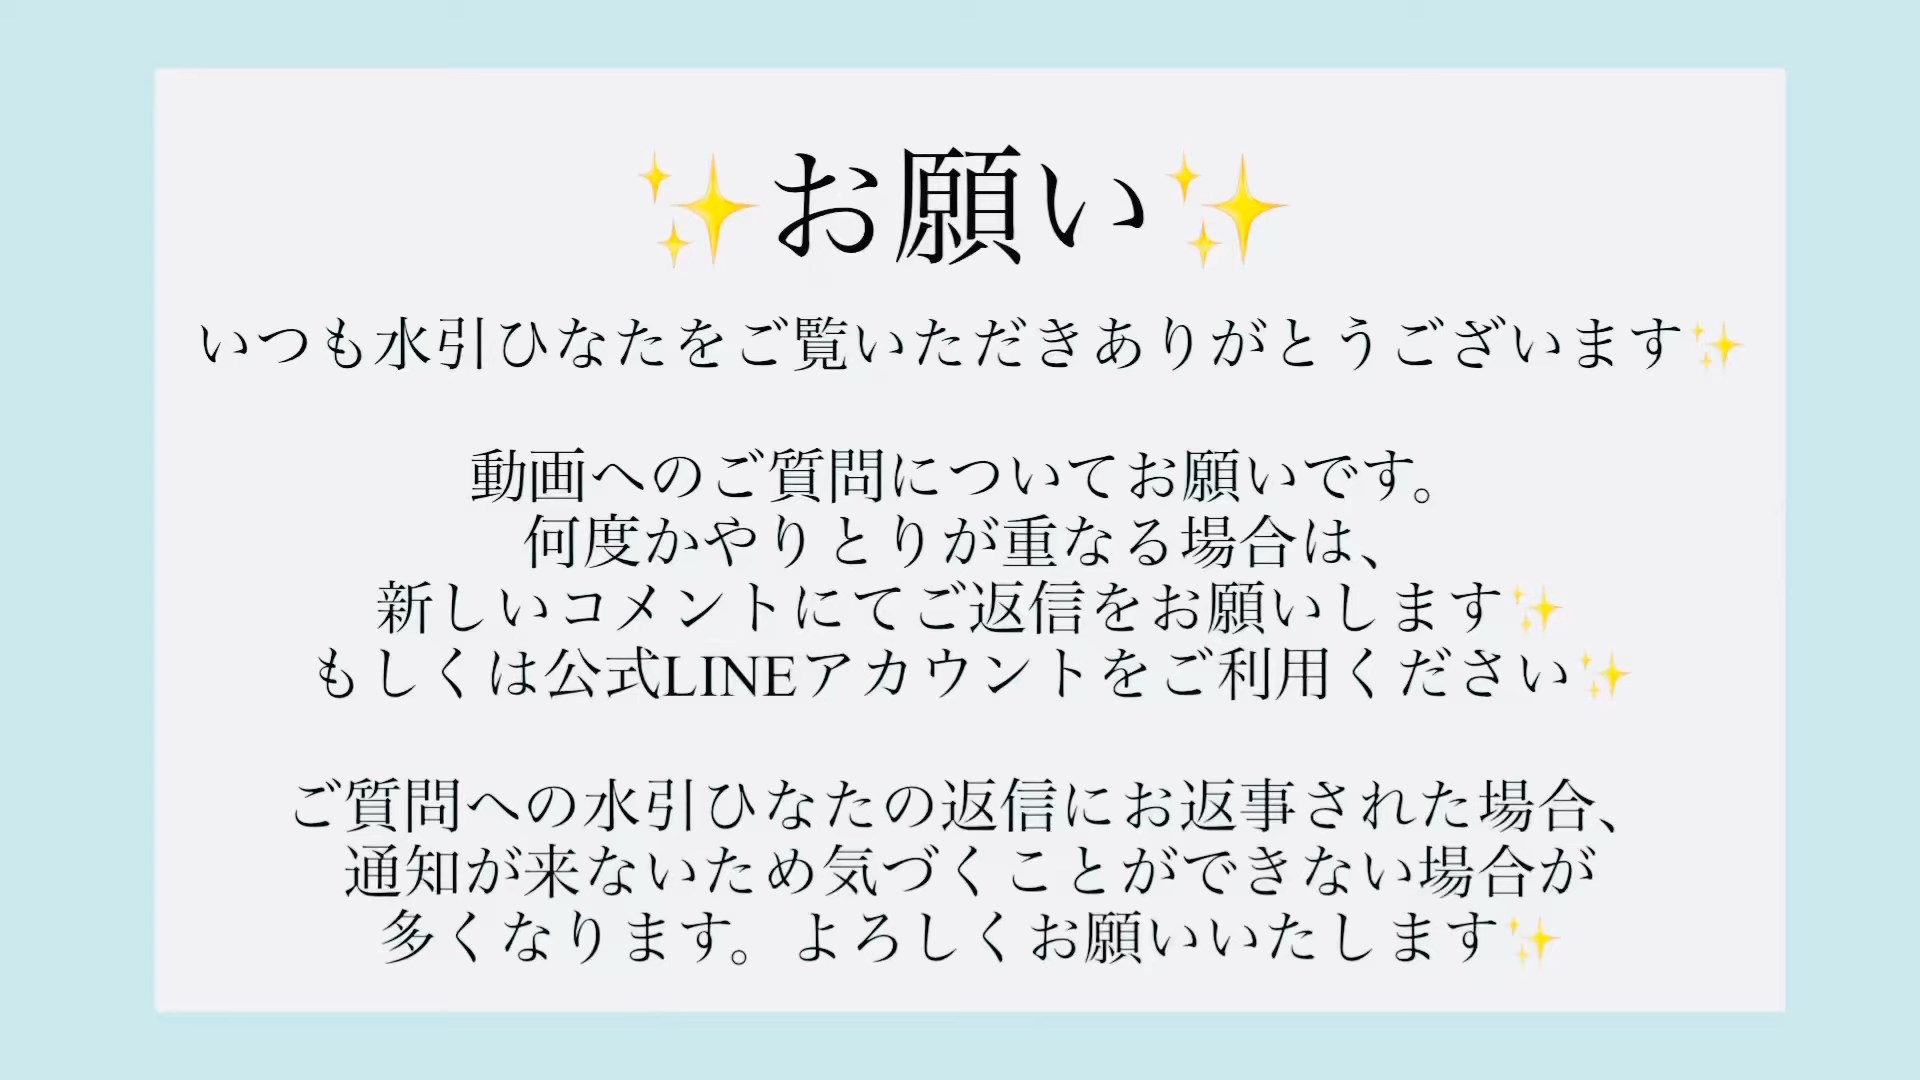 ✨お願い✨
いつも水引ひなたをご覧いただきありがとうございます✨
動画へのご質問についてお願いです。
何度かやりとりが重なる場合は、
新しいコメントにてご返信をお願いします✨
もしくは公式LINEアカウントをご利用ください✨
ご質問への水引ひなたの返信にお返事された場合、
通知が来ないため気づくことができない場合が
多くなります。よろしくお願いいたします✨